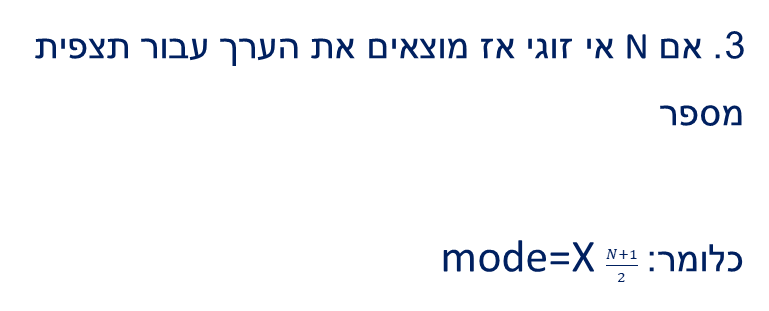 3. אם N אי זוגי אז מוצאים את הערך עבור תצפית
מספר
כלומר: mode=X N+1/2